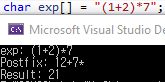 char exp[] = "(1+2)*7";
Microsoft Visual Studio De
exp: (1+2)*7
Postfix: 12+7*
Result: 21